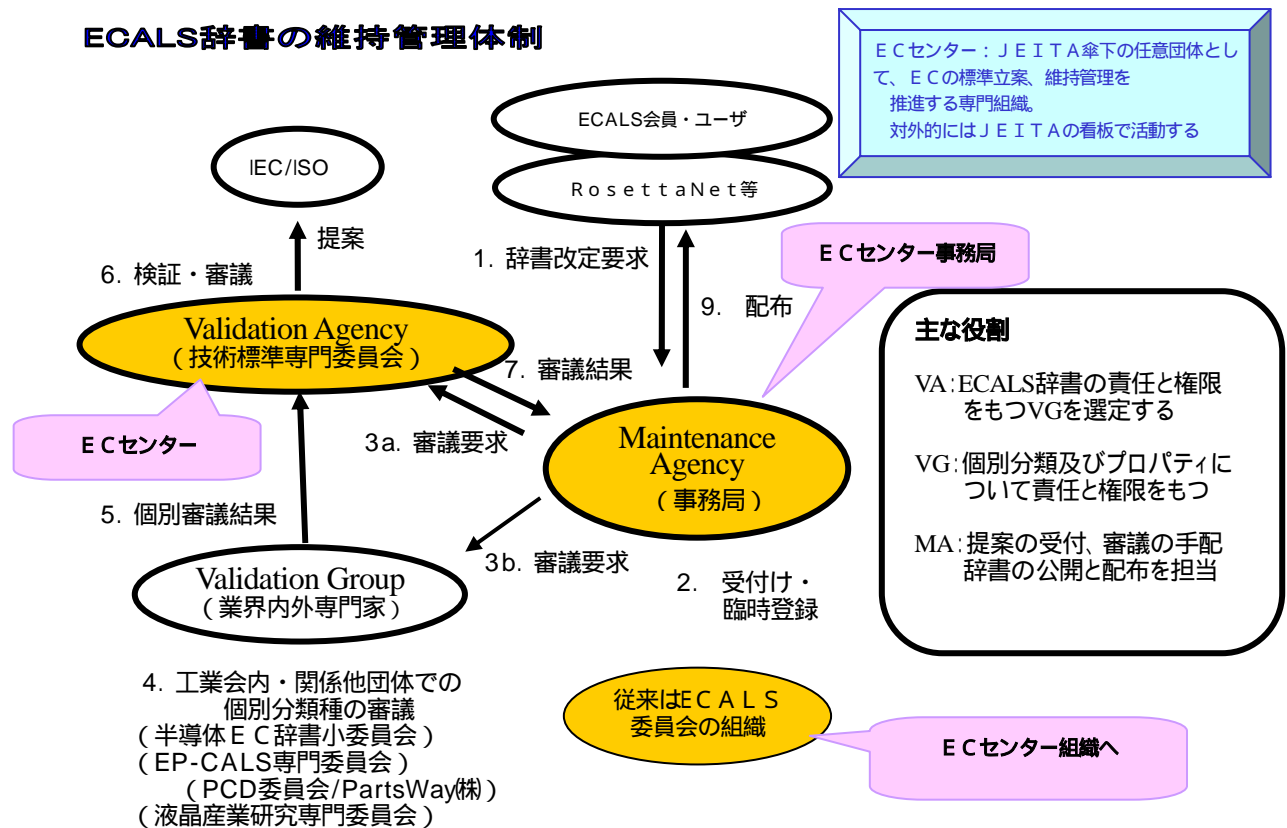 ECALS辞書の維持管理体制
ECセンター:JEITA傘下の任意団体とし
て、ECの標準立案、維持管理を
推進する専門組織。
対外的にはJEITAの看板で活動する
ECALS会員・ユーザ
IEC/ISO
RosettaNet等
提案
1. 辞書改定要求
ECセンター事務局
6. 検証・審議
9. 配布
Validation Agency
(技術標準専門委員会)
7. 審議結果
ECセンター
3a. 審議要求
Maintenance
Agency
(事務局)
主な役割
VA:ECALS辞書の責任と権限
をもつVGを選定する
VG:個別分類及びプロパティに
ついて責任と権限をもつ
MA:提案の受付、審議の手配
辞書の公開と配布を担当
5. 個別審議結果
3b. 審議要求
Validation Group
(業界内外専門家)
2. 受付け・
臨時登録
4. 工業会内・関係他団体での
個別分類種の審議
(半導体EC辞書小委員会)
(EP-CALS専門委員会)
(PCD委員会/PartsWay㈱)
(液晶産業研究専門委員会)
従来はECALS
委員会の組織
ECセンター組織へ